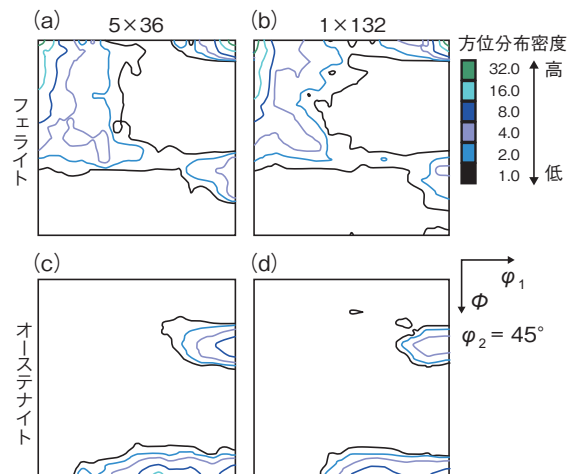 (a) 5×36
(b) 1×132
方位分布密度
32.0 高
16.0
8.0
4.0
2.0
1.0 低
フェライト
(c)
(d)
φ1
Φ
φ2 = 45°
オーステナイト